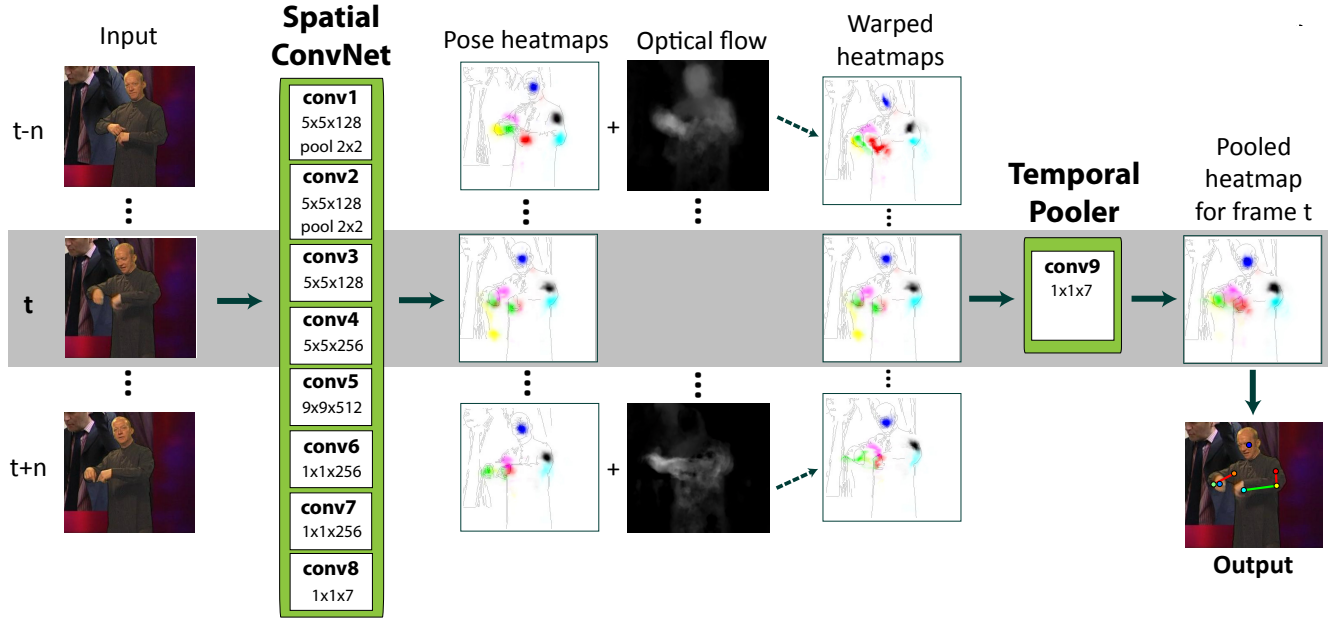 Input
Spatial
ConvNet
Pose heatmaps
Optical flow
Warped
heatmaps
t-n
+
conv1
5x5x128
pool 2x2
conv2
5x5x128
pool 2x2
Temporal
Pooler
Pooled
heatmap
for frame t
t
conv3
5x5x128
conv4
5x5x256
conv9
1x1x7
t+n
+
conv5
9x9x512
conv6
1x1x256
conv7
1x1x256
conv8
1x1x7
Output